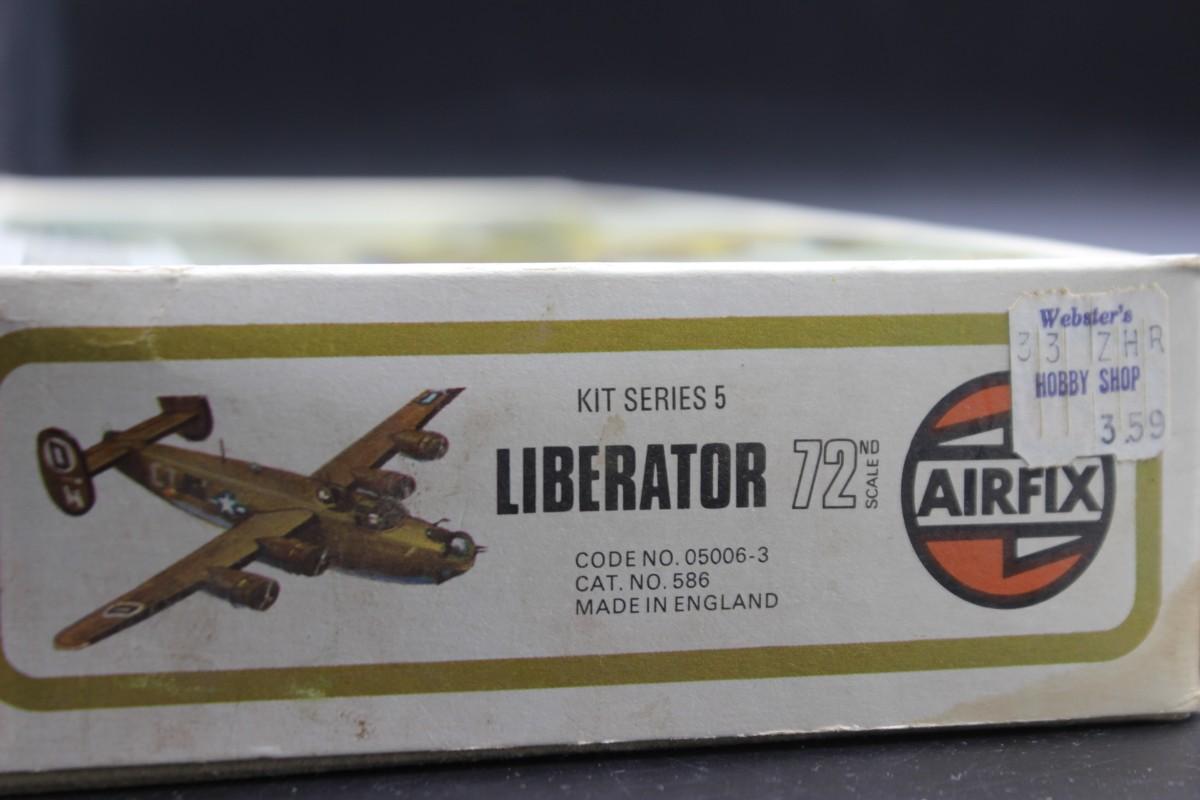 KIT SERIES 5
LIBERATOR 72ND SCALE
CODE NO. 05006-3
CAT. NO. 586
MADE IN ENGLAND
Webster's
33 ZHR
HOBBY SHOP
3.59
AIRFIX